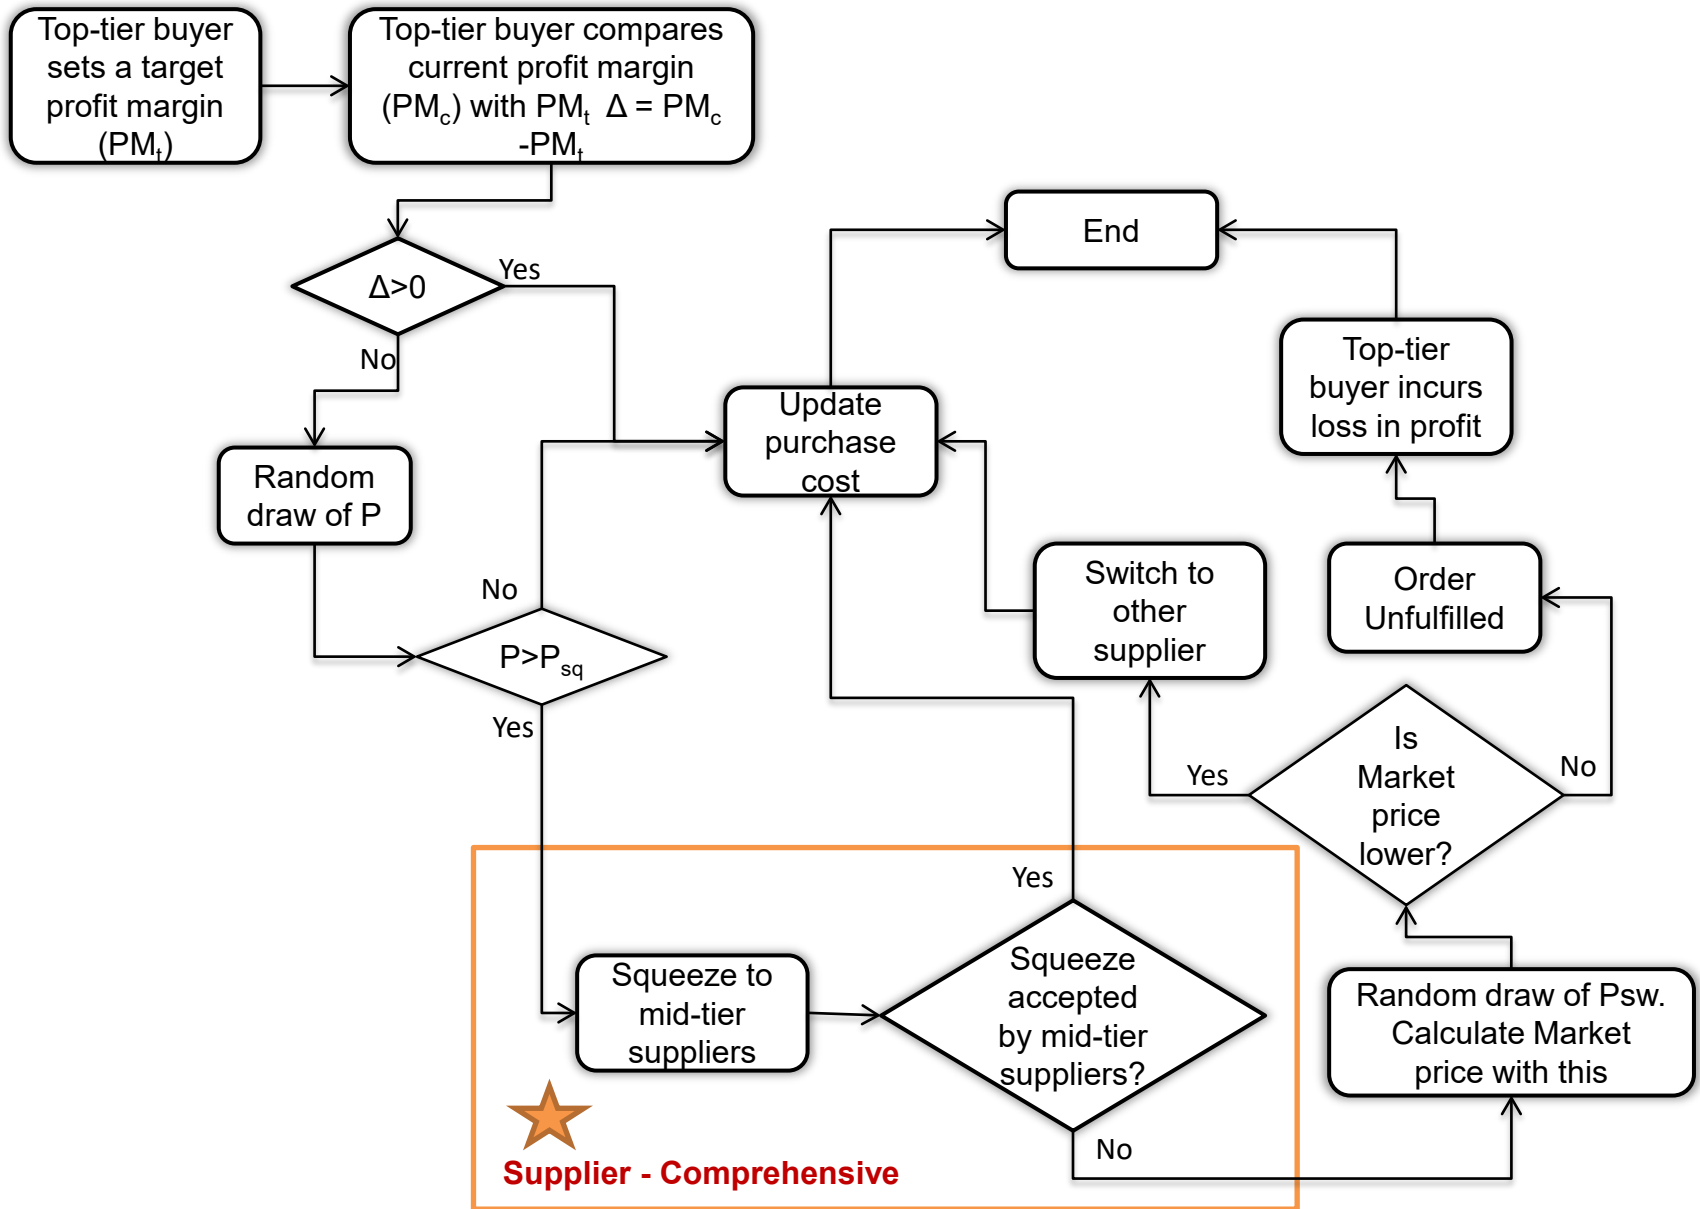 Top-tier buyer
sets a target
profit margin
(PMt)
Top-tier buyer compares
current profit margin
(PMc) with PMt Δ = PMc
-PMt
Δ>0
Yes
No
End
Top-tier
buyer incurs
loss in profit
Update
purchase
cost
Random
draw of P
No
P>Psq
Yes
Switch to
other
supplier
Order
Unfulfilled
Is
Market
price
lower?
Yes
No
Yes
Squeeze to
mid-tier
suppliers
Squeeze
accepted
by mid-tier
suppliers?
No
Random draw of Psw.
Calculate Market
price with this
Supplier - Comprehensive